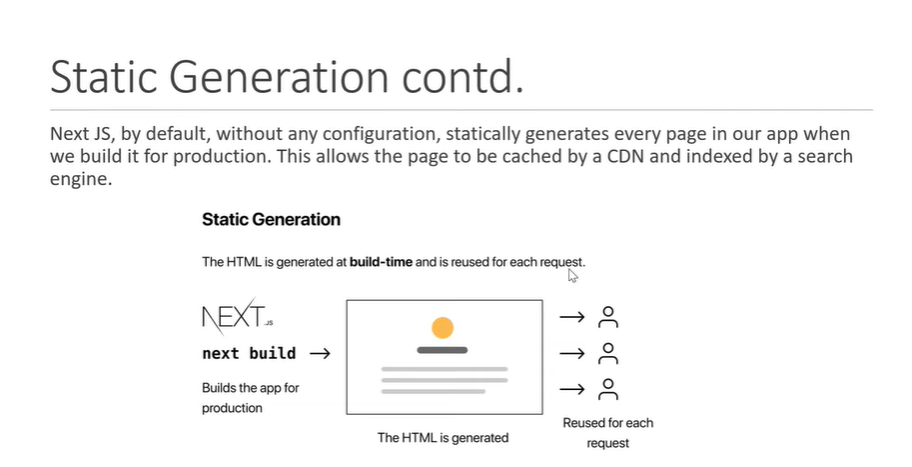 Static Generation contd.
Next JS, by default, without any configuration, statically generates every page in our app when
we build it for production. This allows the page to be cached by a CDN and indexed by a search
engine.
Static Generation
The HTML is generated at build-time and is reused for each request.
NEXT.JS
next build
Builds the app for
production
The HTML is generated
Reused for each
request